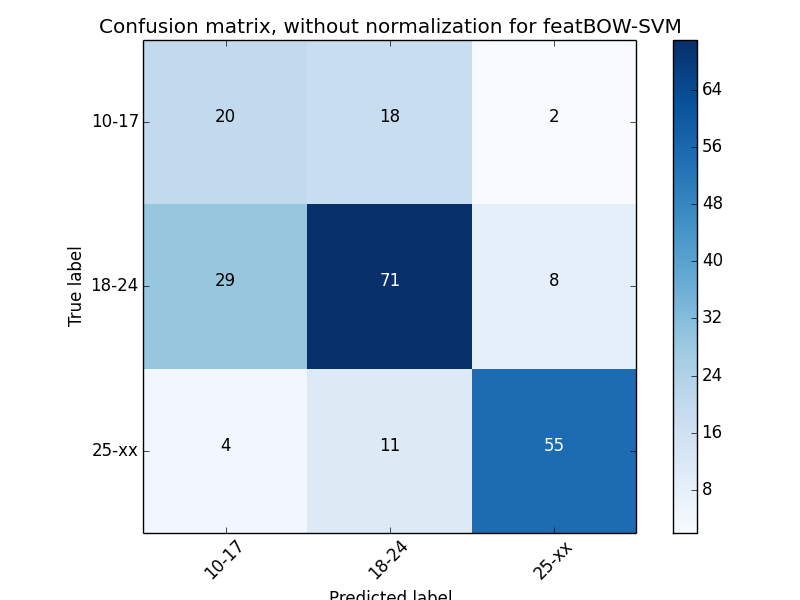 Confusion matrix, without normalization for featBOW-SVM
10-17 20 18 2
18-24 29 71 8
25-xx 4 11 55
True label
10-17 18-24 25-xx
Predicted label
64
56
48
40
32
24
16
8